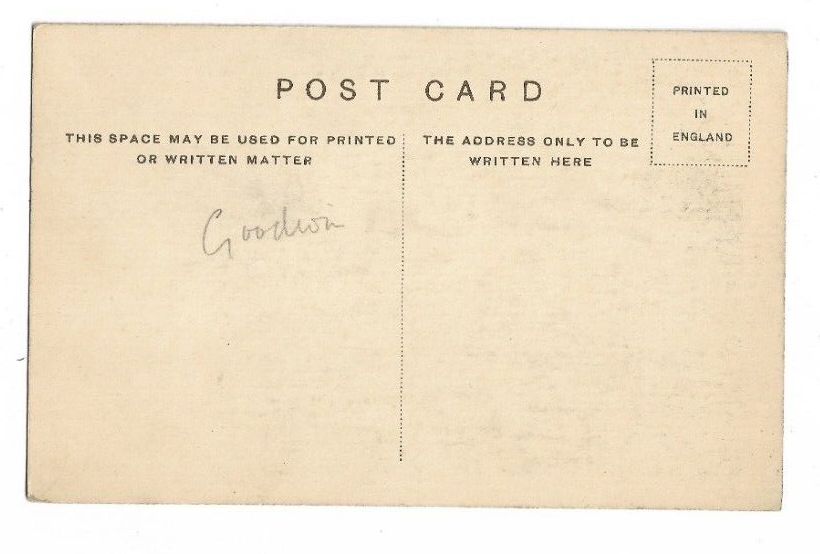 POST CARD
PRINTED
IN
ENGLAND
THIS SPACE MAY BE USED FOR PRINTED
OR WRITTEN MATTER
THE ADDRESS ONLY TO BE
WRITTEN HERE
Goodwin